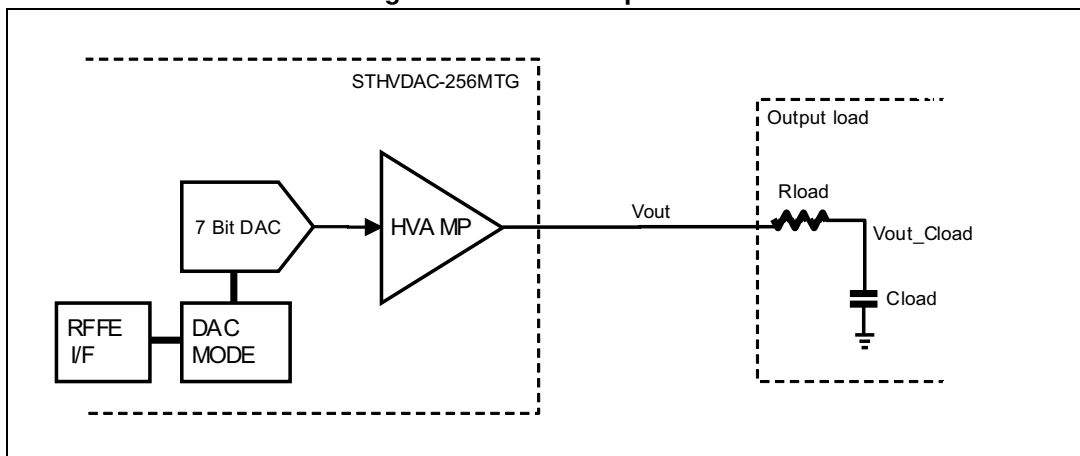 STHVDAC-256MTG
Output load
7 Bit DAC
HVA MP
Vout
Rload
Vout_Cload
Cload
RFFE
I/F
DAC
MODE